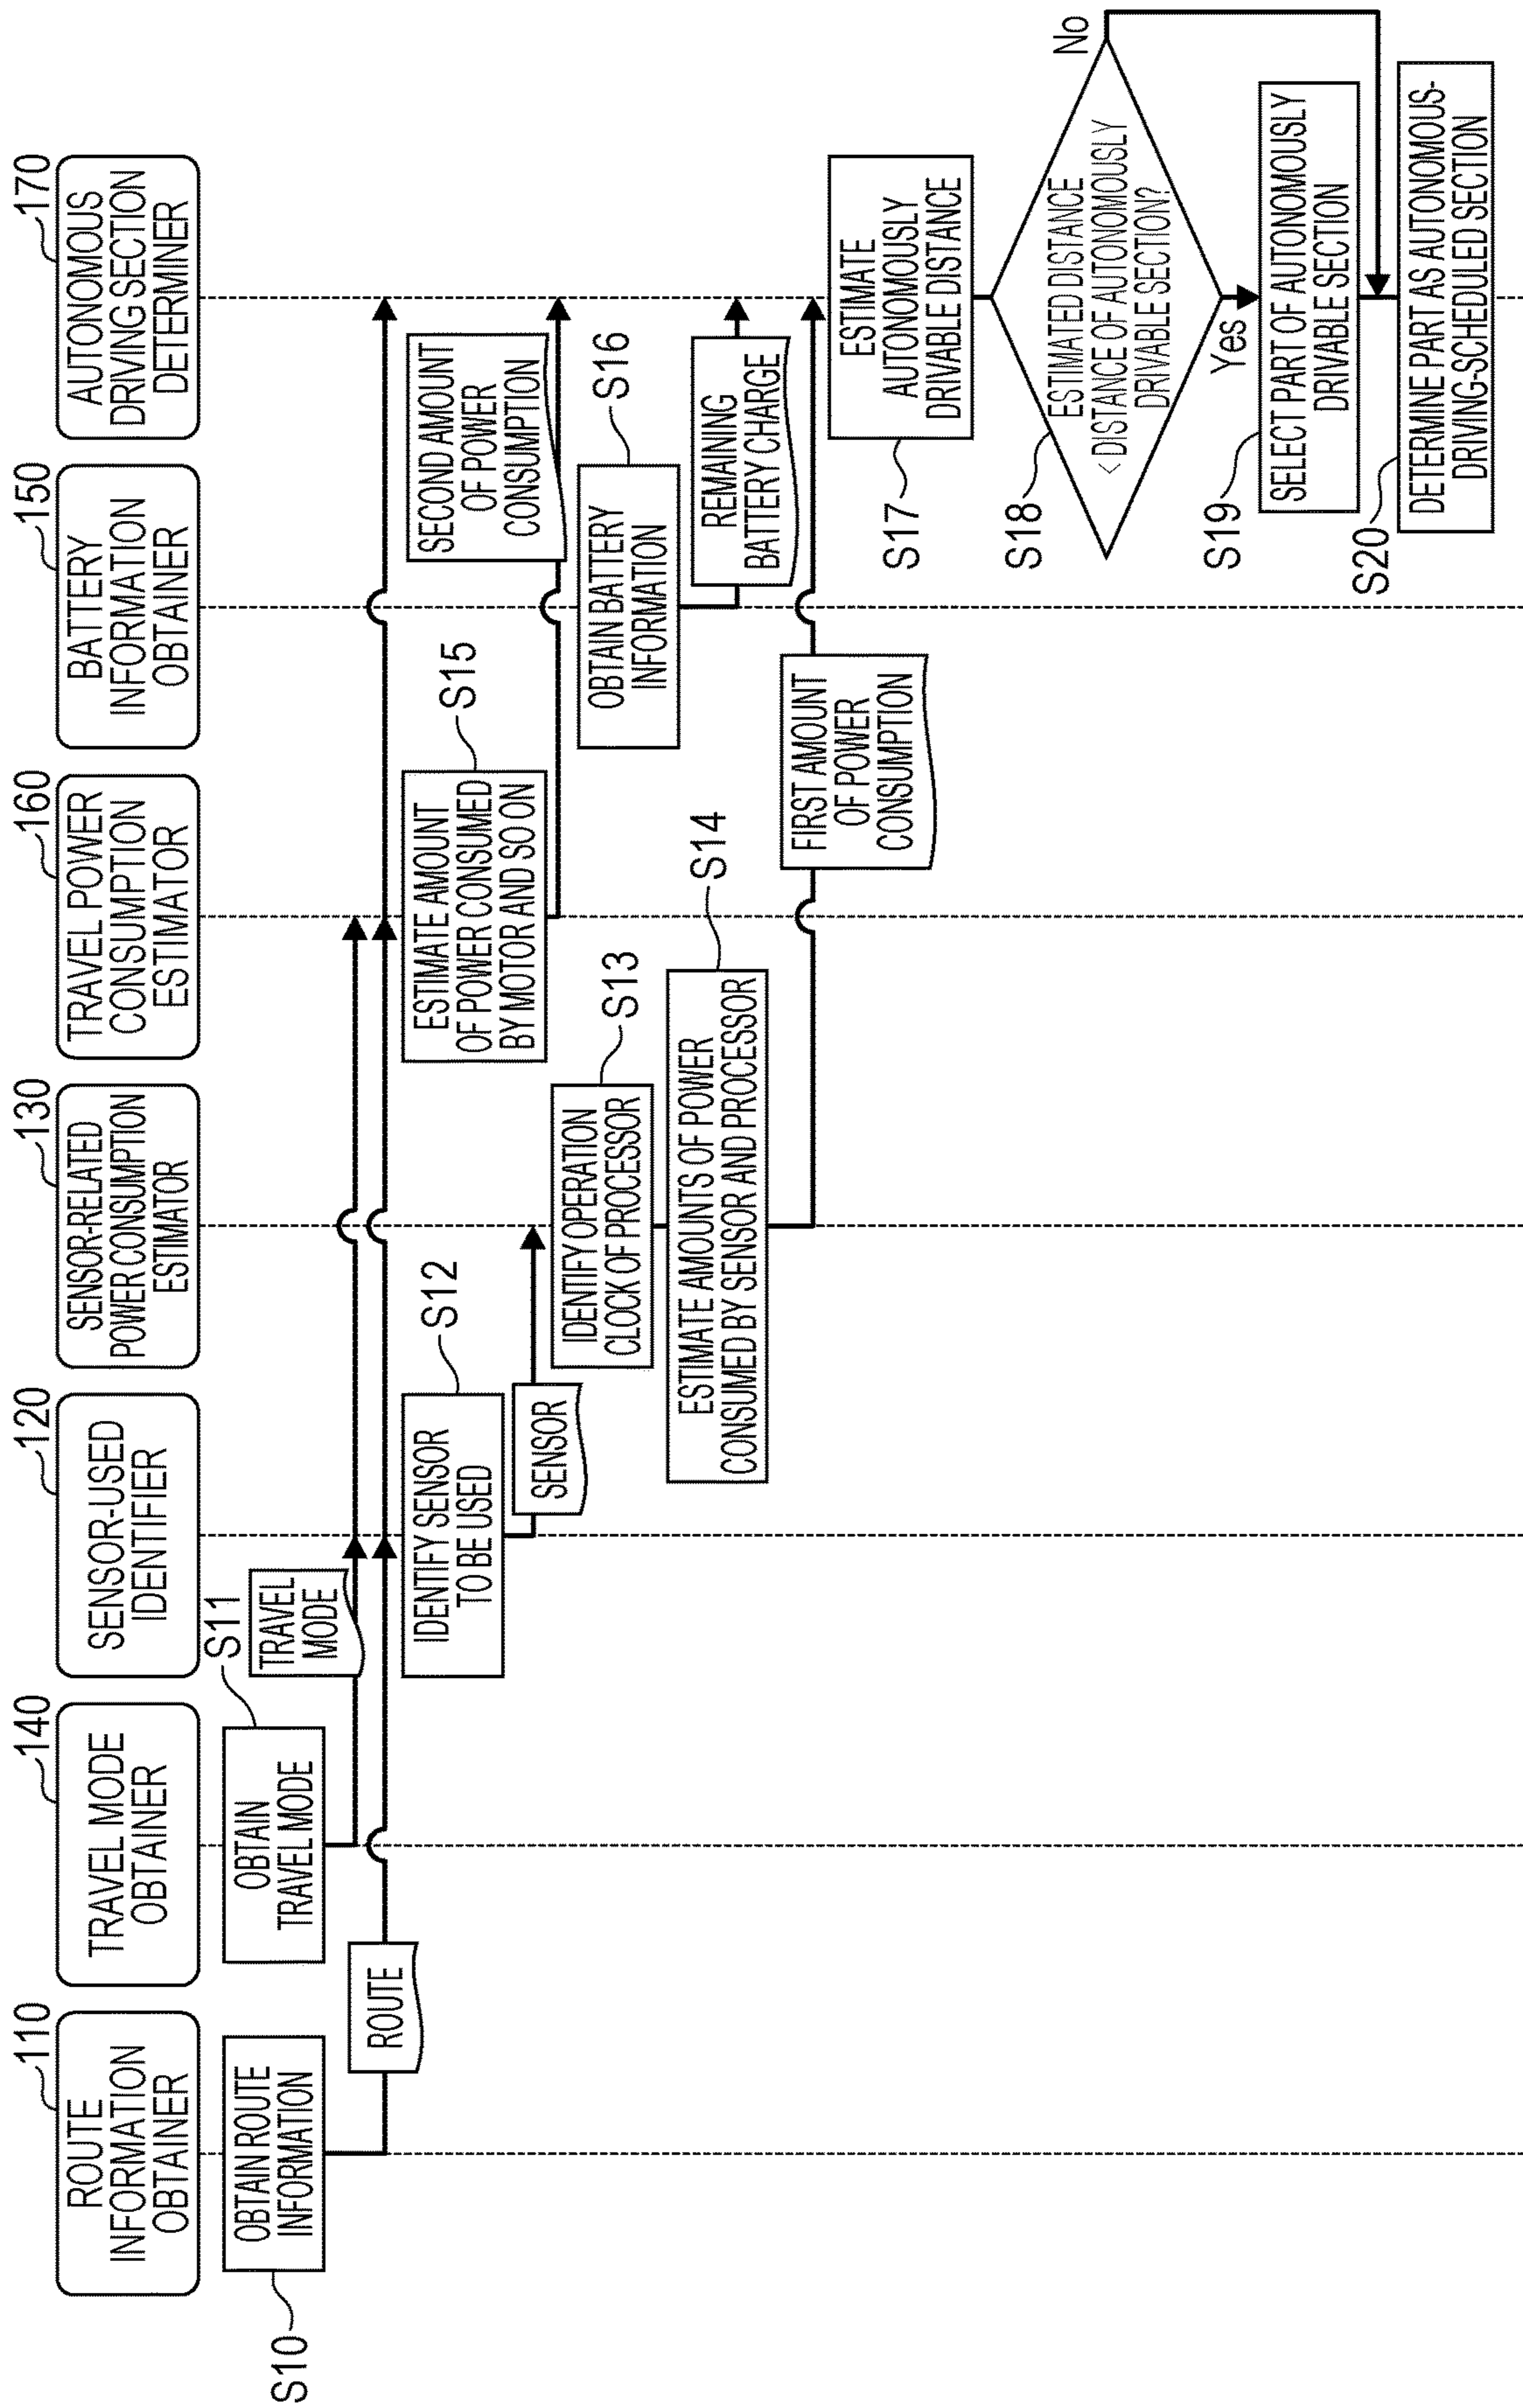 110
ROUTE
INFORMATION
OBTAINER
140
TRAVEL MODE
OBTAINER
120
SENSOR-USED
IDENTIFIER
130
SENSOR-RELATED
POWER CONSUMPTION
ESTIMATOR
160
TRAVEL POWER
CONSUMPTION
ESTIMATOR
150
BATTERY
INFORMATION
OBTAINER
170
AUTONOMOUS
DRIVING SECTION
DETERMINER
S10
OBTAIN ROUTE
INFORMATION
S11
OBTAIN
TRAVEL MODE
TRAVEL
MODE
ROUTE
S12
IDENTIFY SENSOR
TO BE USED
SENSOR
S13
IDENTIFY OPERATION
CLOCK OF PROCESSOR
S14
ESTIMATE AMOUNTS OF POWER
CONSUMED BY SENSOR AND PROCESSOR
S15
ESTIMATE AMOUNT
OF POWER CONSUMED
BY MOTOR AND SO ON
SECOND AMOUNT
OF POWER
CONSUMPTION
S16
OBTAIN BATTERY
INFORMATION
REMAINING
BATTERY CHARGE
FIRST AMOUNT
OF POWER
CONSUMPTION
S17
ESTIMATE
AUTONOMOUSLY
DRIVABLE DISTANCE
S18
ESTIMATED DISTANCE
< DISTANCE OF AUTONOMOUSLY
DRIVABLE SECTION?
No
Yes
S19
SELECT PART OF AUTONOMOUSLY
DRIVABLE SECTION
S20
DETERMINE PART AS AUTONOMOUS-
DRIVING-SCHEDULED SECTION